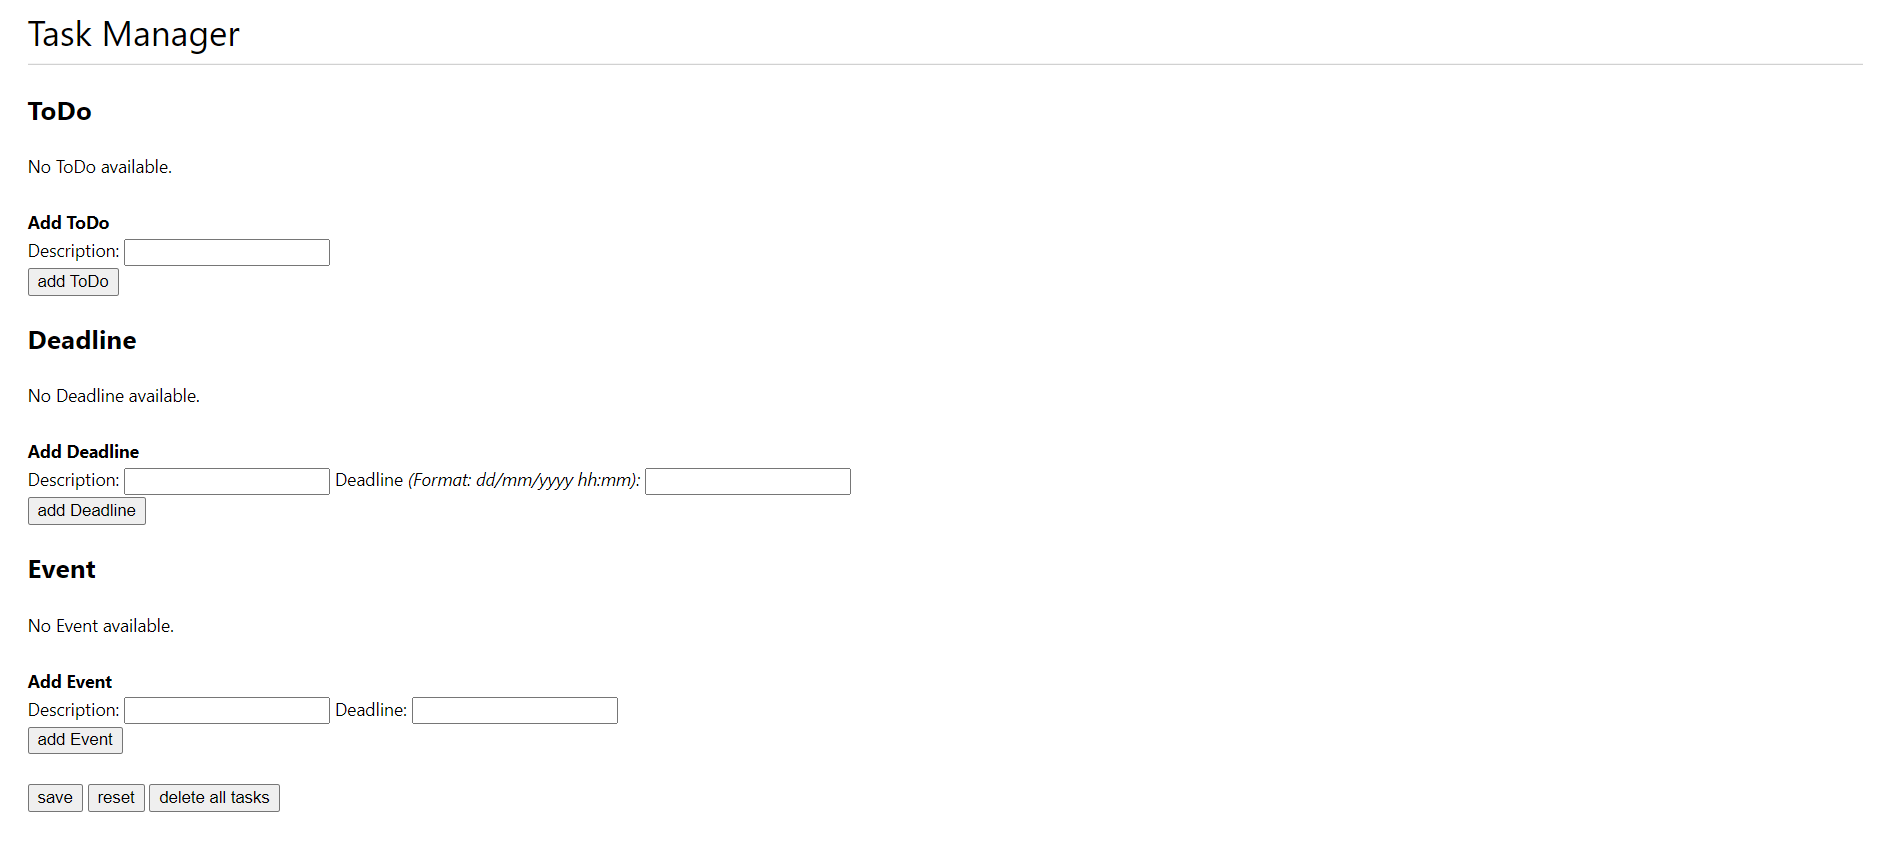 Task Manager
ToDo
No ToDo available.
Add ToDo
Description:
add ToDo
Deadline
No Deadline available.
Add Deadline
Description: Deadline (Format: dd/mm/yyyy hh:mm):
add Deadline
Event
No Event available.
Add Event
Description: Deadline:
add Event
save reset delete all tasks